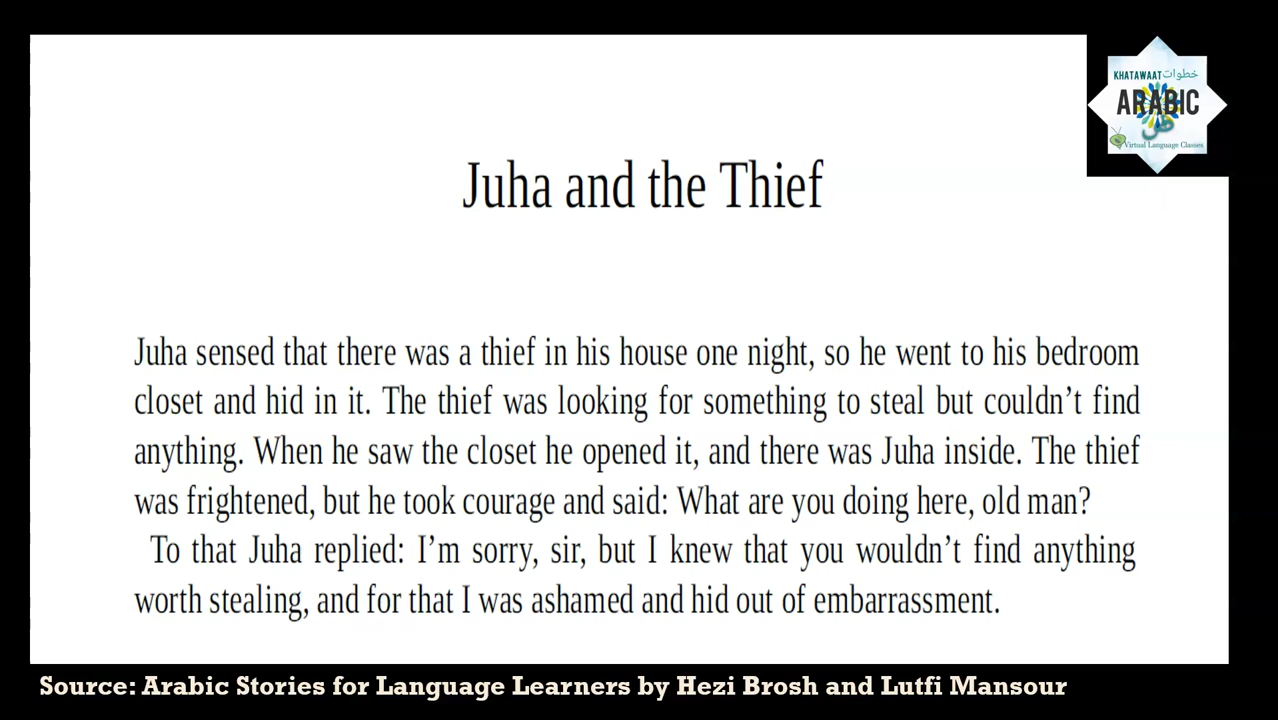 KHATAWAAT خطوات
ARABIC
Virtual Language Classes
Juha and the Thief
Juha sensed that there was a thief in his house one night, so he went to his bedroom
closet and hid in it. The thief was looking for something to steal but couldn’t find
anything. When he saw the closet he opened it, and there was Juha inside. The thief
was frightened, but he took courage and said: What are you doing here, old man?
To that Juha replied: I’m sorry, sir, but I knew that you wouldn’t find anything
worth stealing, and for that I was ashamed and hid out of embarrassment.
Source: Arabic Stories for Language Learners by Hezi Brosh and Lutfi Mansour